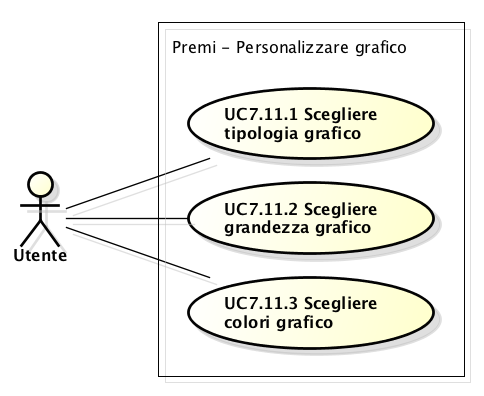 Premi - Personalizzare grafico
UC7.11.1 Scegliere
tipologia grafico
UC7.11.2 Scegliere
grandezza grafico
Utente
UC7.11.3 Scegliere
colori grafico